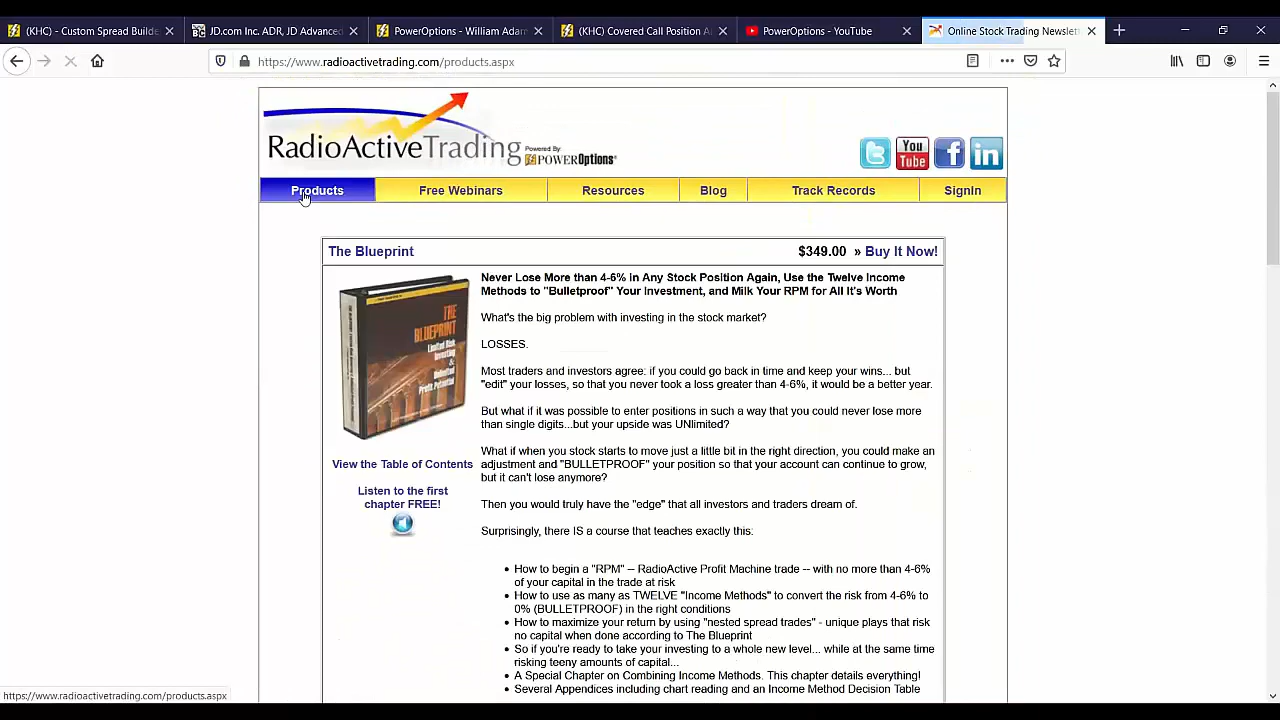 (KHC) - Custom Spread Builde
JD.com Inc. ADR, JD Advanced
PowerOptions - William Adam
(KHC) Covered Call Position A
PowerOptions - YouTube
Online Stock Trading Newslet
https://www.radioactivetrading.com/products.aspx
RadioActiveTrading
Powered By:
POWEROptions
You
Tube
Products
Free Webinars
Resources
Blog
Track Records
SignIn
The Blueprint
$349.00 » Buy It Now!
THE
BLUEPRINT
Limited Risk
Investing
&
Unlimited
Profit Potential
View the Table of Contents
Listen to the first
chapter FREE!
Never Lose More than 4-6% in Any Stock Position Again, Use the Twelve Income
Methods to "Bulletproof" Your Investment, and Milk Your RPM for All It's Worth
What's the big problem with investing in the stock market?
LOSSES.
Most traders and investors agree: if you could go back in time and keep your wins... but
"edit" your losses, so that you never took a loss greater than 4-6%, it would be a better year.
But what if it was possible to enter positions in such a way that you could never lose more
than single digits...but your upside was UNlimited?
What if when you stock starts to move just a little bit in the right direction, you could make an
adjustment and "BULLETPROOF" your position so that your account can continue to grow,
but it can't lose anymore?
Then you would truly have the "edge" that all investors and traders dream of.
Surprisingly, there IS a course that teaches exactly this:
• How to begin a "RPM" -- RadioActive Profit Machine trade -- with no more than 4-6%
of your capital in the trade at risk
• How to use as many as TWELVE "Income Methods" to convert the risk from 4-6% to
0% (BULLETPROOF) in the right conditions
• How to maximize your return by using "nested spread trades" - unique plays that risk
no capital when done according to The Blueprint
• So if you're ready to take your investing to a whole new level... while at the same time
risking teeny amounts of capital...
• A Special Chapter on Combining Income Methods. This chapter details everything!
• Several Appendices including chart reading and an Income Method Decision Table
https://www.radioactivetrading.com/products.aspx